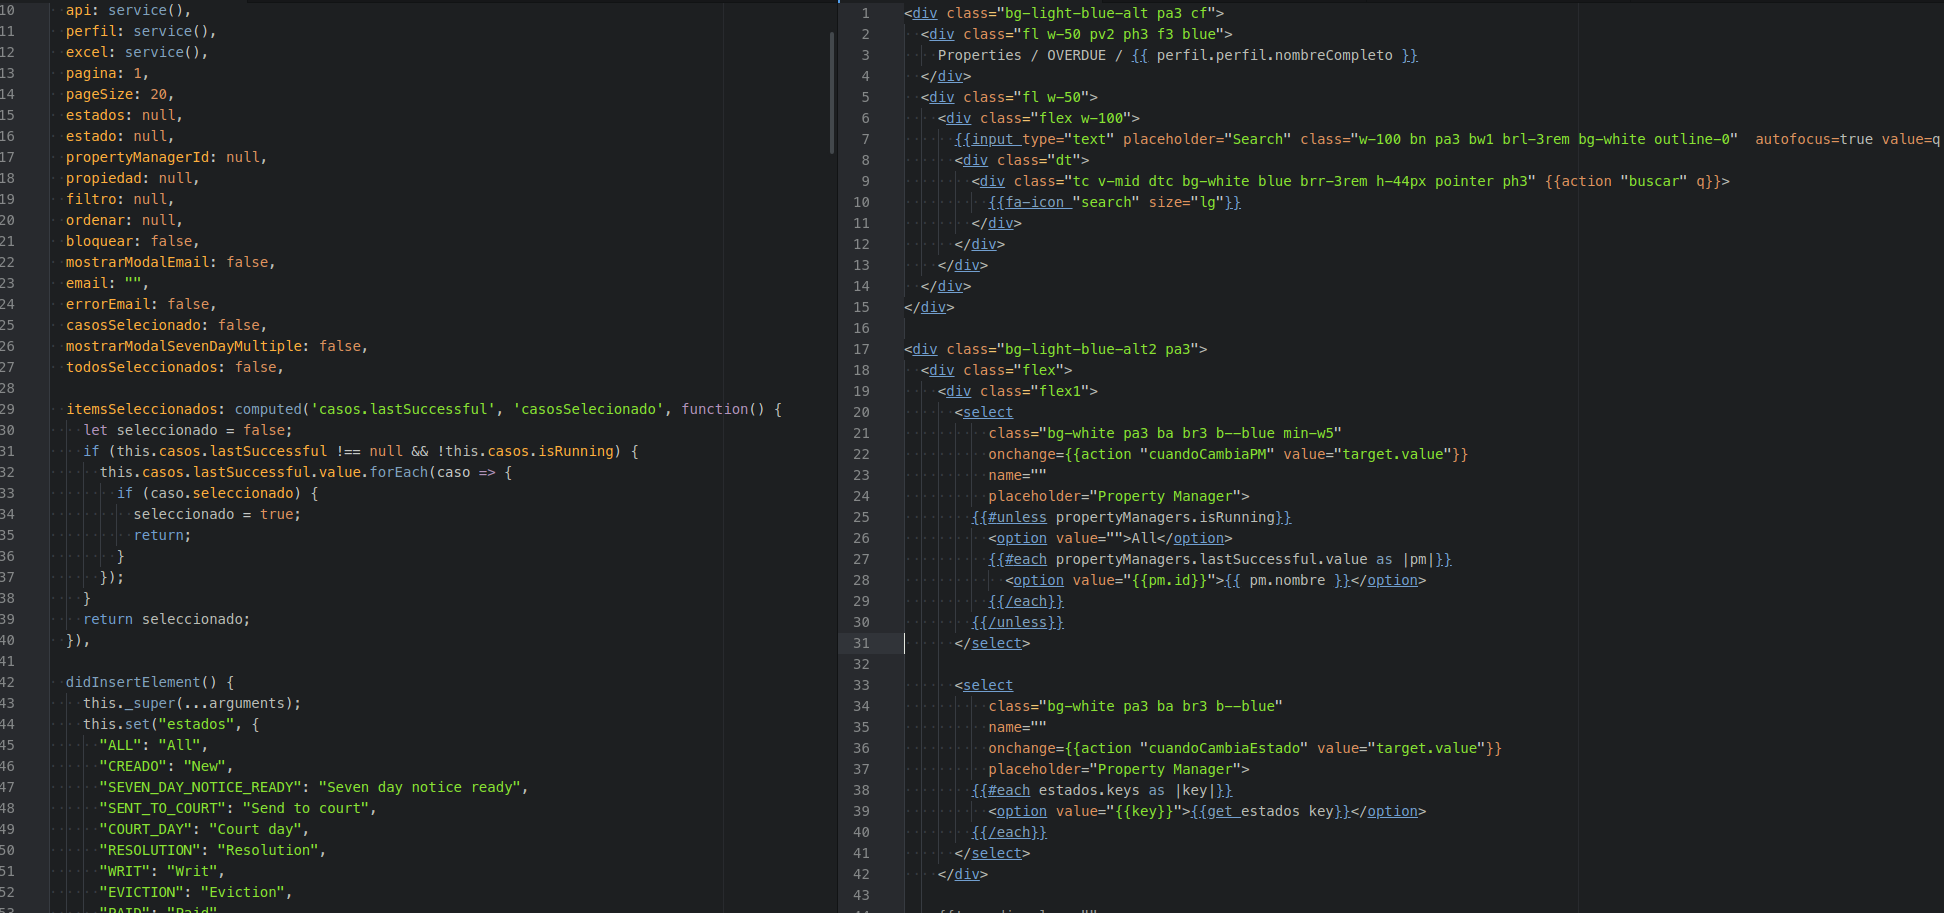 10 api: service(),
11 perfil: service(),
12 excel: service(),
13 pagina: 1,
14 pageSize: 20,
15 estados: null,
16 estado: null,
17 propertyManagerId: null,
18 propiedad: null,
19 filtro: null,
20 ordenar: null,
21 bloquear: false,
22 mostrarModalEmail: false,
23 email: "",
24 errorEmail: false,
25 casosSelecionado: false,
26 mostrarModalSevenDayMultiple: false,
27 todosSeleccionados: false,
28
29 itemsSeleccionados: computed('casos.lastSuccessful', 'casosSelecionado', function() {
30 let seleccionado = false;
31 if (this.casos.lastSuccessful !== null && !this.casos.isRunning) {
32 this.casos.lastSuccessful.value.forEach(caso => {
33 if (caso.seleccionado) {
34 seleccionado = true;
35 return;
36 }
37 });
38 }
39 return seleccionado;
40 }),
41
42 didInsertElement() {
43 this._super(...arguments);
44 this.set("estados", {
45 "ALL": "All",
46 "CREADO": "New",
47 "SEVEN_DAY_NOTICE_READY": "Seven day notice ready",
48 "SENT_TO_COURT": "Send to court",
49 "COURT_DAY": "Court day",
50 "RESOLUTION": "Resolution",
51 "WRIT": "Writ",
52 "EVICTION": "Eviction",
53 "PAID": "Paid"
1 <div class="bg-light-blue-alt pa3 cf">
2 <div class="fl w-50 pv2 ph3 f3 blue">
3 Properties / OVERDUE / {{ perfil.perfil.nombreCompleto }}
4 </div>
5 <div class="fl w-50">
6 <div class="flex w-100">
7 {{input type="text" placeholder="Search" class="w-100 bn pa3 bw1 brl-3rem bg-white outline-0" autofocus=true value=q
8 <div class="dt">
9 <div class="tc v-mid dtc bg-white blue brr-3rem h-44px pointer ph3" {{action "buscar" q}}>
10 {{fa-icon "search" size="lg"}}
11 </div>
12 </div>
13 </div>
14 </div>
15 </div>
16
17 <div class="bg-light-blue-alt2 pa3">
18 <div class="flex">
19 <div class="flex1">
20 <select
21 class="bg-white pa3 ba br3 b--blue min-w5"
22 onchange={{action "cuandoCambiaPM" value="target.value"}}
23 name=""
24 placeholder="Property Manager">
25 {{#unless propertyManagers.isRunning}}
26 <option value="">All</option>
27 {{#each propertyManagers.lastSuccessful.value as |pm|}}
28 <option value="{{pm.id}}">{{ pm.nombre }}</option>
29 {{/each}}
30 {{/unless}}
31 </select>
32
33 <select
34 class="bg-white pa3 ba br3 b--blue"
35 name=""
36 onchange={{action "cuandoCambiaEstado" value="target.value"}}
37 placeholder="Property Manager">
38 {{#each estados.keys as |key|}}
39 <option value="{{key}}">{{get estados key}}</option>
40 {{/each}}
41 </select>
42 </div>
43